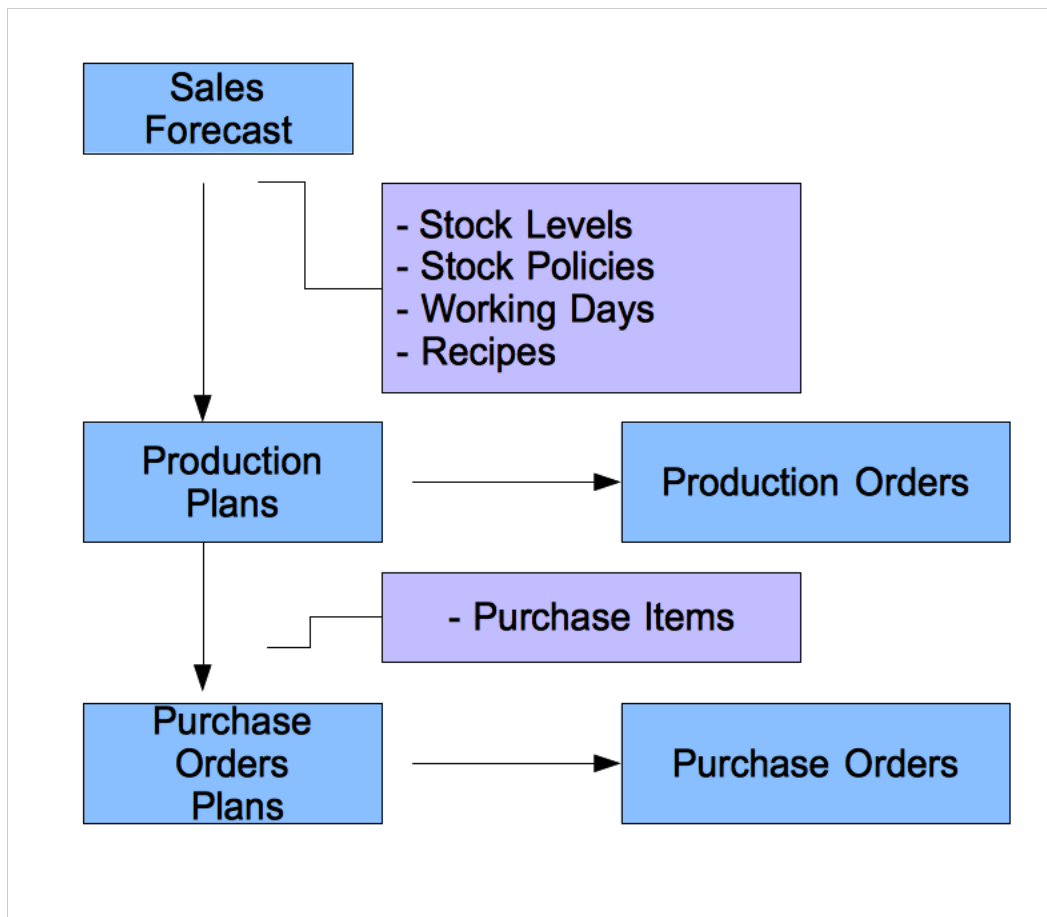 Sales
Forecast
- Stock Levels
- Stock Policies
- Working Days
- Recipes
Production
Plans
Production Orders
- Purchase Items
Purchase
Orders
Plans
Purchase Orders